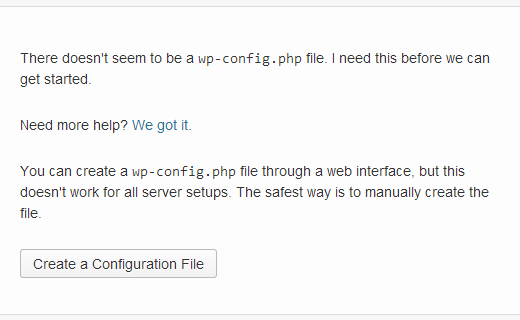 There doesn't seem to be a wp-config.php file. I need this before we can
get started.
Need more help? We got it.
You can create a wp-config.php file through a web interface, but this
doesn't work for all server setups. The safest way is to manually create the
file.
Create a Configuration File